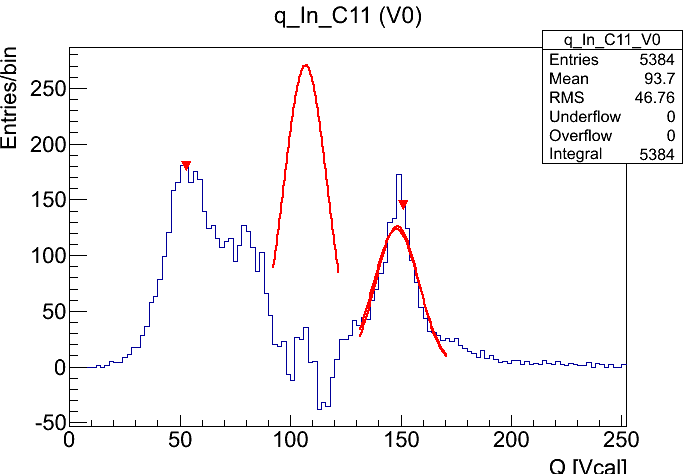 q_In_C11 (V0)
q_In_C11_V0
Entries 5384
Mean 93.7
RMS 46.76
Underflow 0
Overflow 0
Integral 5384
Entries/bin
250
200
150
100
50
0
-50
0 50 100 150 200 250
Q [Vcal]